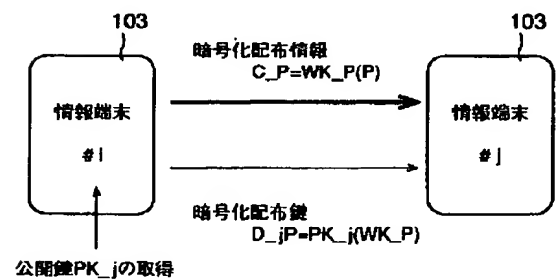 103
103
暗号化配布情報
C_P=WK_P(P)
情報端末
#i
情報端末
#j
暗号化配布鍵
D_jP=PK_j(WK_P)
公開鍵PK_jの取得